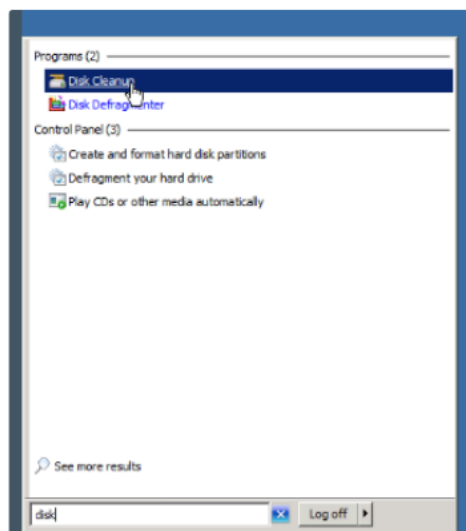 Programs (2)
Disk Cleanup
Disk Defragmenter
Control Panel (3)
Create and format hard disk partitions
Defragment your hard drive
Play CDs or other media automatically
See more results
disk
Log off